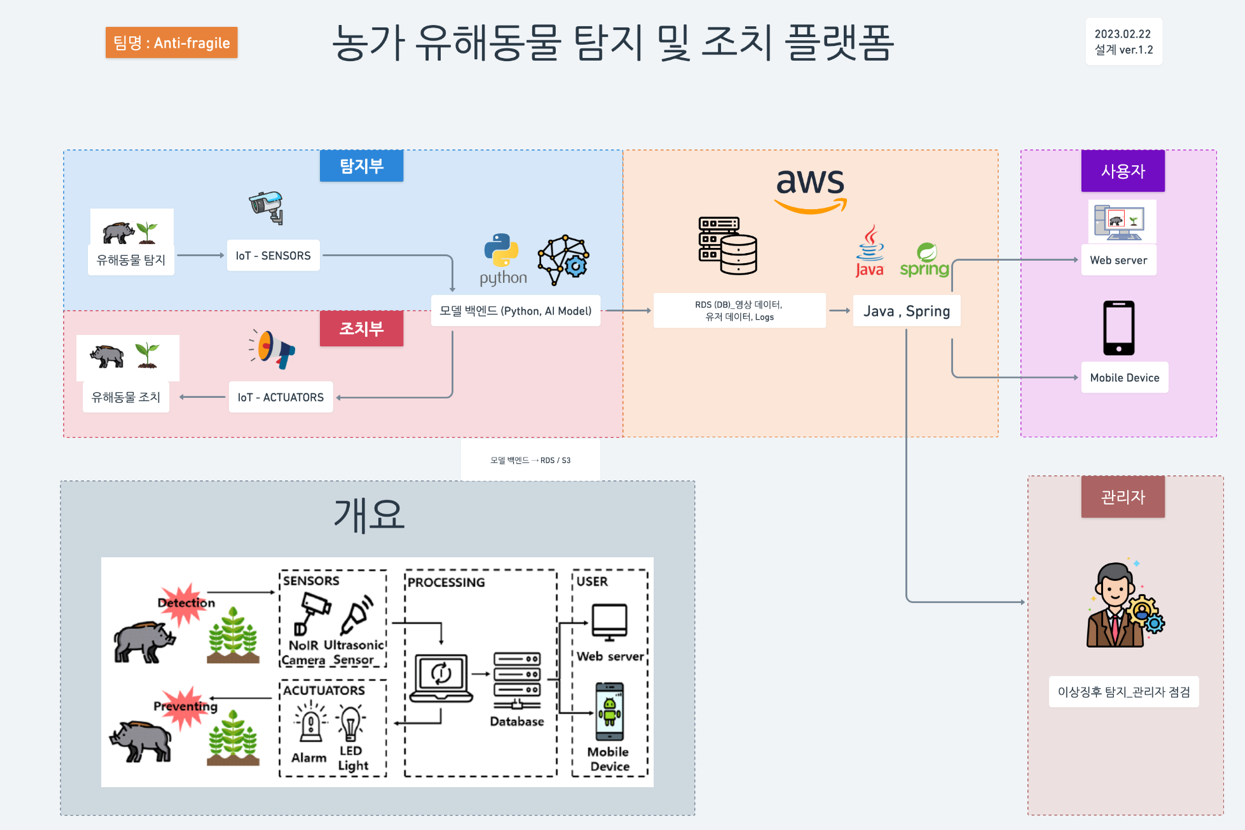 팀명 : Anti-fragile
농가 유해동물 탐지 및 조치 플랫폼
2023.02.22
설계 ver.1.2
탐지부
유해동물 탐지
IoT - SENSORS
python
모델 백엔드 (Python, AI Model)
조치부
유해동물 조치
IoT - ACTUATORS
모델 백엔드 → RDS / S3
aws
RDS (DB)_영상 데이터,
유저 데이터, Logs
Java
spring
Java , Spring
사용자
Web server
Mobile Device
관리자
이상징후 탐지_관리자 점검
개요
Detection
Preventing
SENSORS
NoIR
Camera
Ultrasonic
Sensor
ACUTUATORS
Alarm
LED
Light
PROCESSING
Database
USER
Web server
Mobile
Device